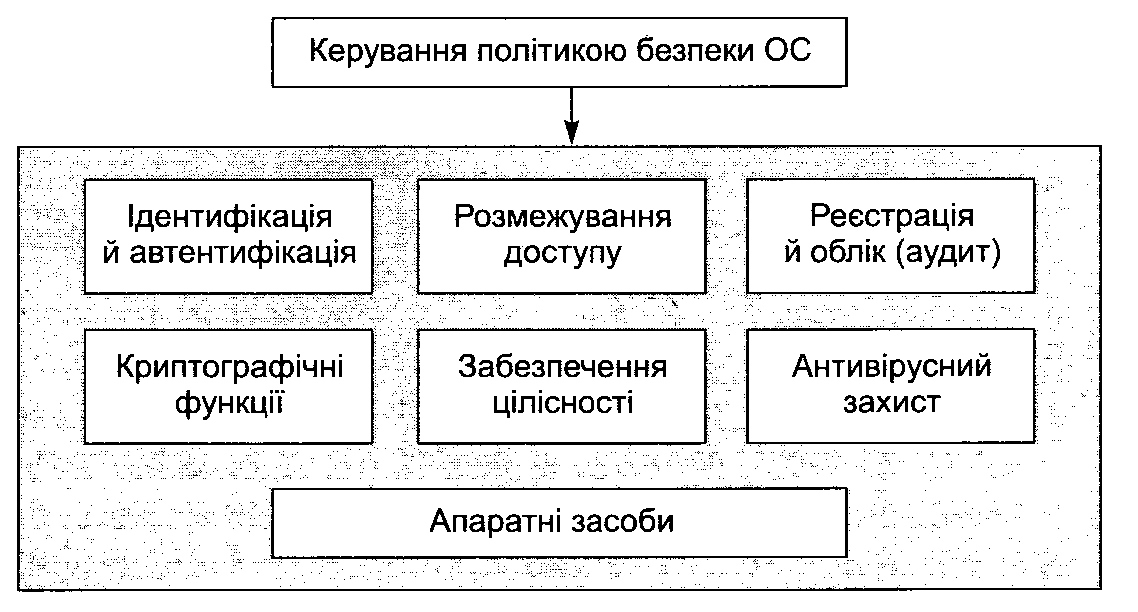 Керування політикою безпеки ОС
Ідентифікація
й автентифікація
Розмежування
доступу
Реєстрація
й облік (аудит)
Криптографічні
функції
Забезпечення
цілісності
Антивірусний
захист
Апаратні засоби